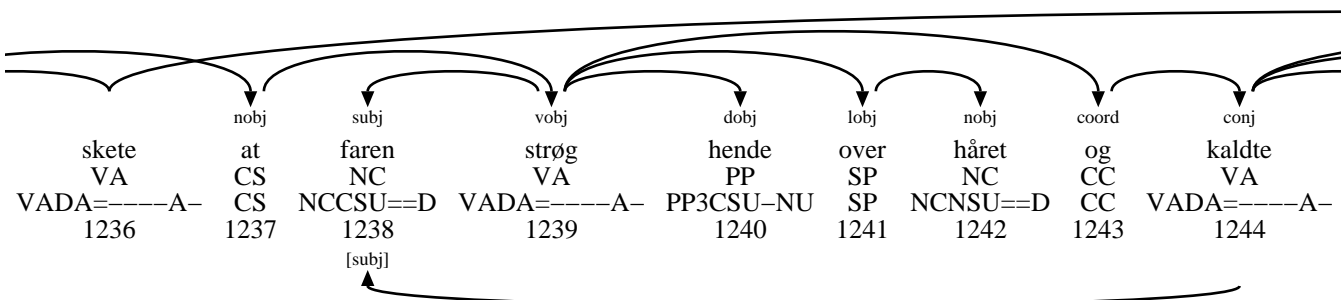 nobj subj vobj dobj lobj nobj coord conj
skete at faren strøg hende over håret og kaldte
VA CS NC VA PP SP NC CC VA
VADA=−−−−A− CS NCCSU==D VADA=−−−−A− PP3CSU−NU SP NCNSU==D CC VADA=−−−−A−
1236 1237 1238 1239 1240 1241 1242 1243 1244
[subj]